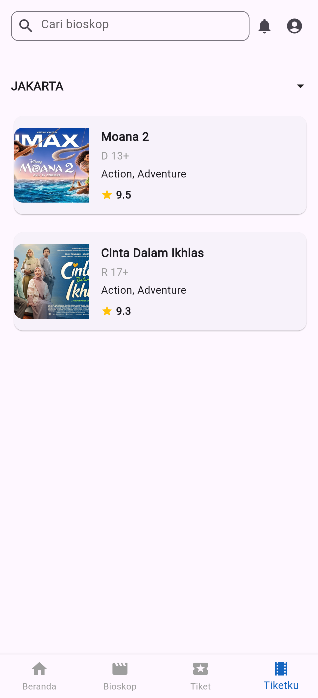 Cari bioskop
JAKARTA
IMAX
Disney
MOANA 2
Moana 2
D 13+
Action, Adventure
9.5
Cinta
Dalam
Ikhlas
Cinta Dalam Ikhlas
R 17+
Action, Adventure
9.3
Beranda
Bioskop
Tiket
Tiketku